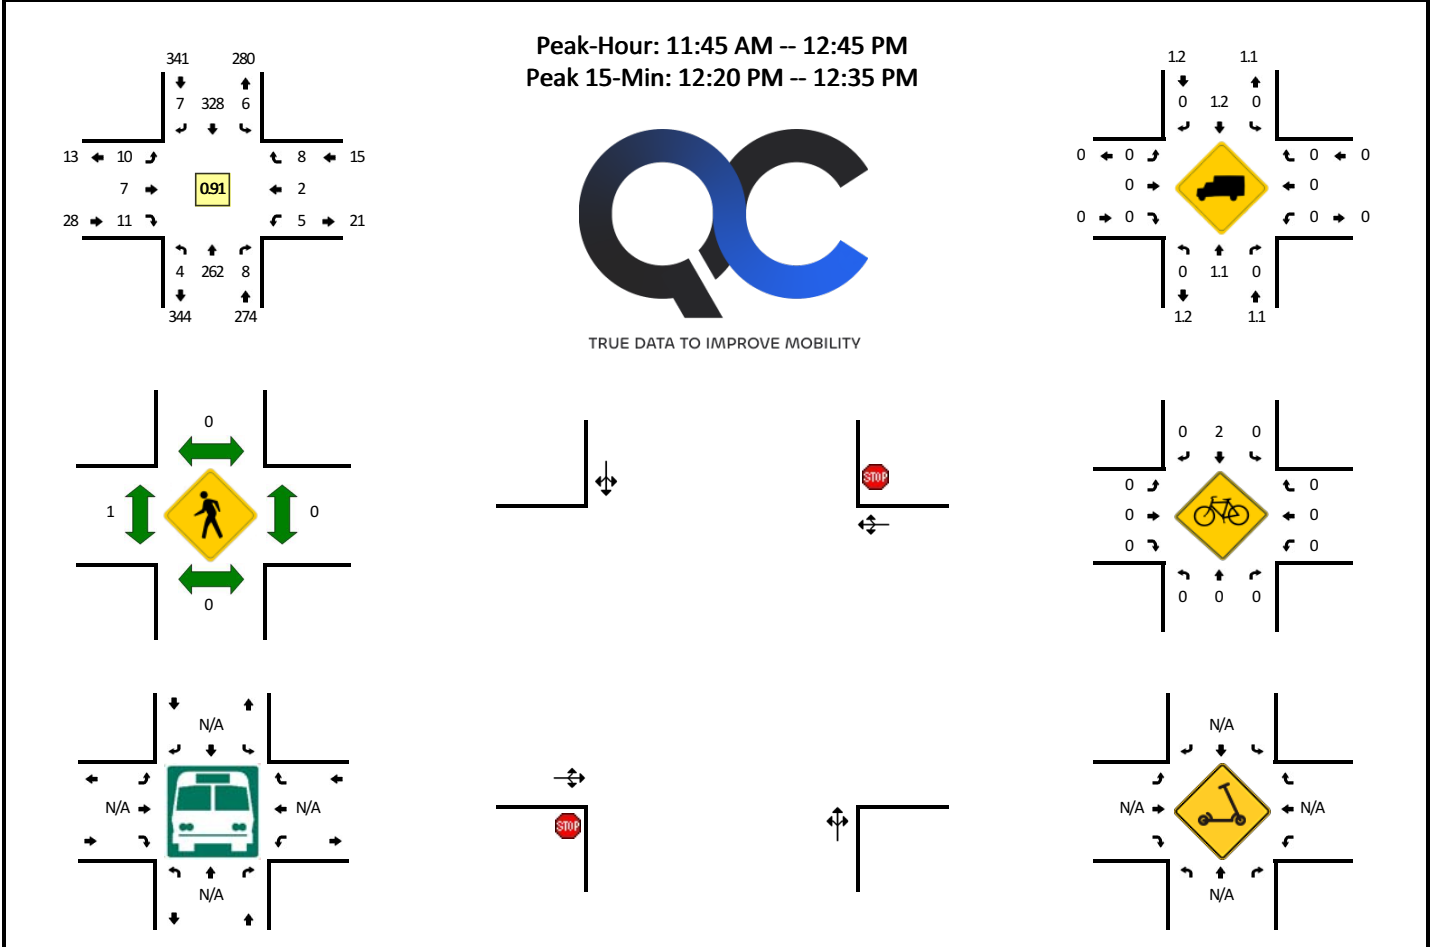 Peak-Hour: 11:45 AM -- 12:45 PM
Peak 15-Min: 12:20 PM -- 12:35 PM
341 280
7 328 6
13 10 8 15
7 0.91 2
28 11 5 21
4 262 8
344 274
QC
TRUE DATA TO IMPROVE MOBILITY
1.2 1.1
0 1.2 0
0 0 0 0
0 0
0 0 0 0
0 1.1 0
1.2 1.1
0
1 0
0
STOP
STOP
0 2 0
0 0
0 0
0 0
0 0 0
N/A
N/A N/A
N/A
N/A
N/A N/A
N/A